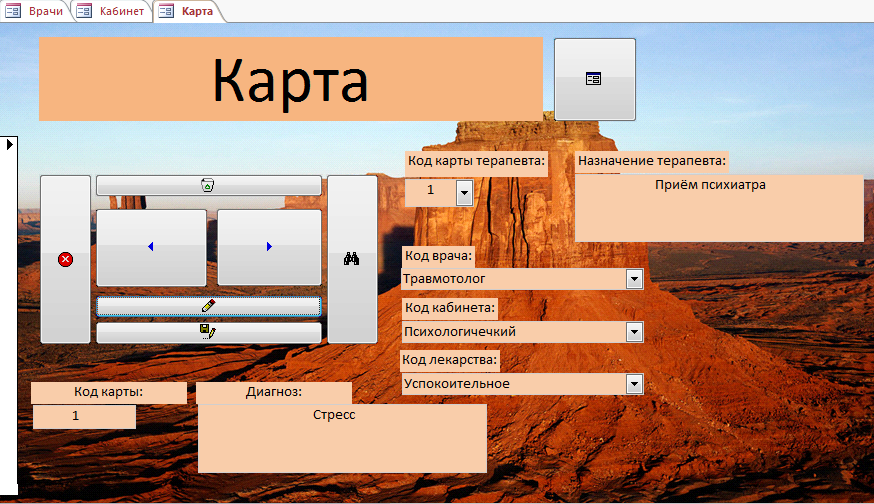 Врачи
Кабинет
Карта
Карта
Код карты терапевта:
1
Назначение терапевта:
Приём психиатра
Код врача:
Травмотолог
Код кабинета:
Психологичечкий
Код лекарства:
Успокоительное
Код карты:
1
Диагноз:
Стресс